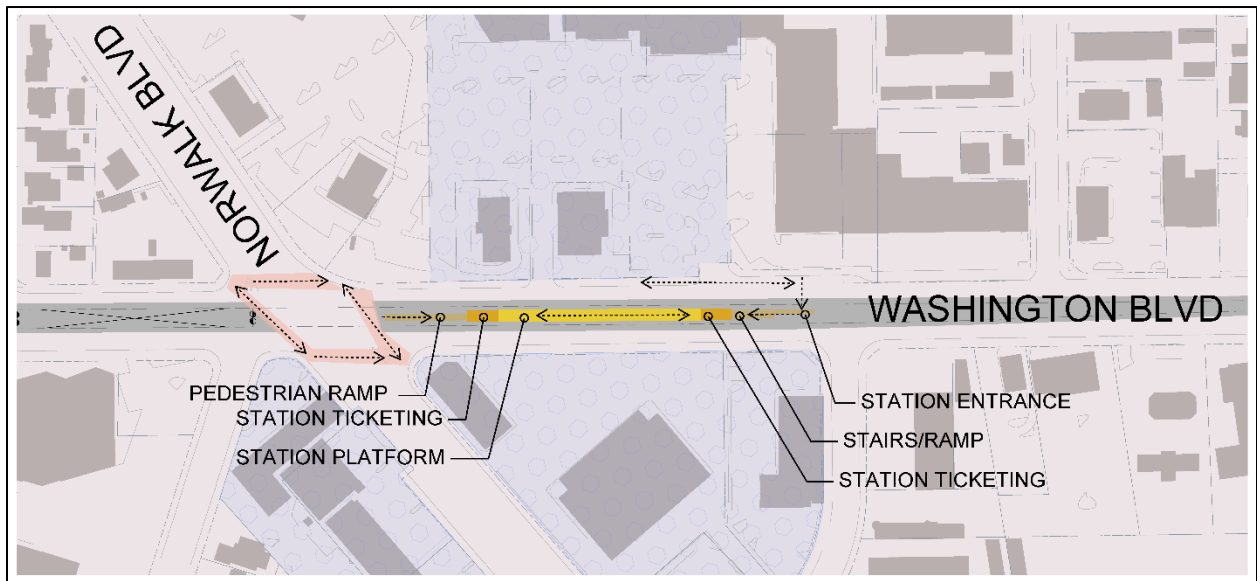 NORWALK BLVD
WASHINGTON BLVD
PEDESTRIAN RAMP
STATION TICKETING
STATION PLATFORM
STATION ENTRANCE
STAIRS/RAMP
STATION TICKETING